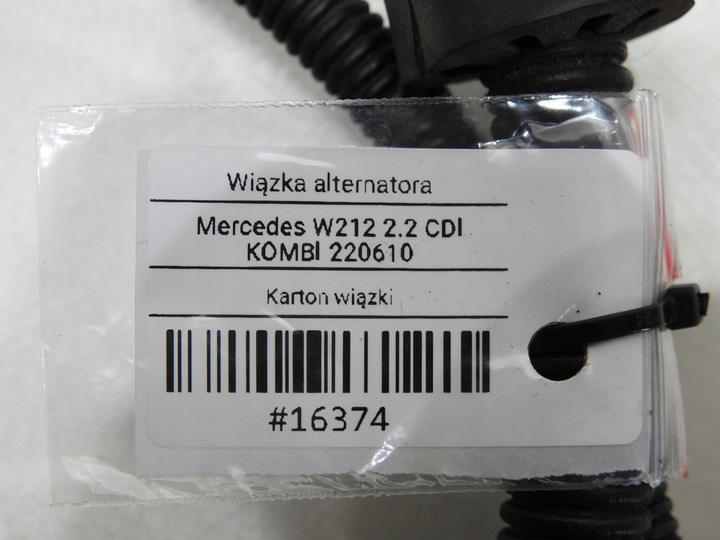 Wiązka alternatora
Mercedes W212 2.2 CDI
KOMBI 220610
Karton wiązki
#16374